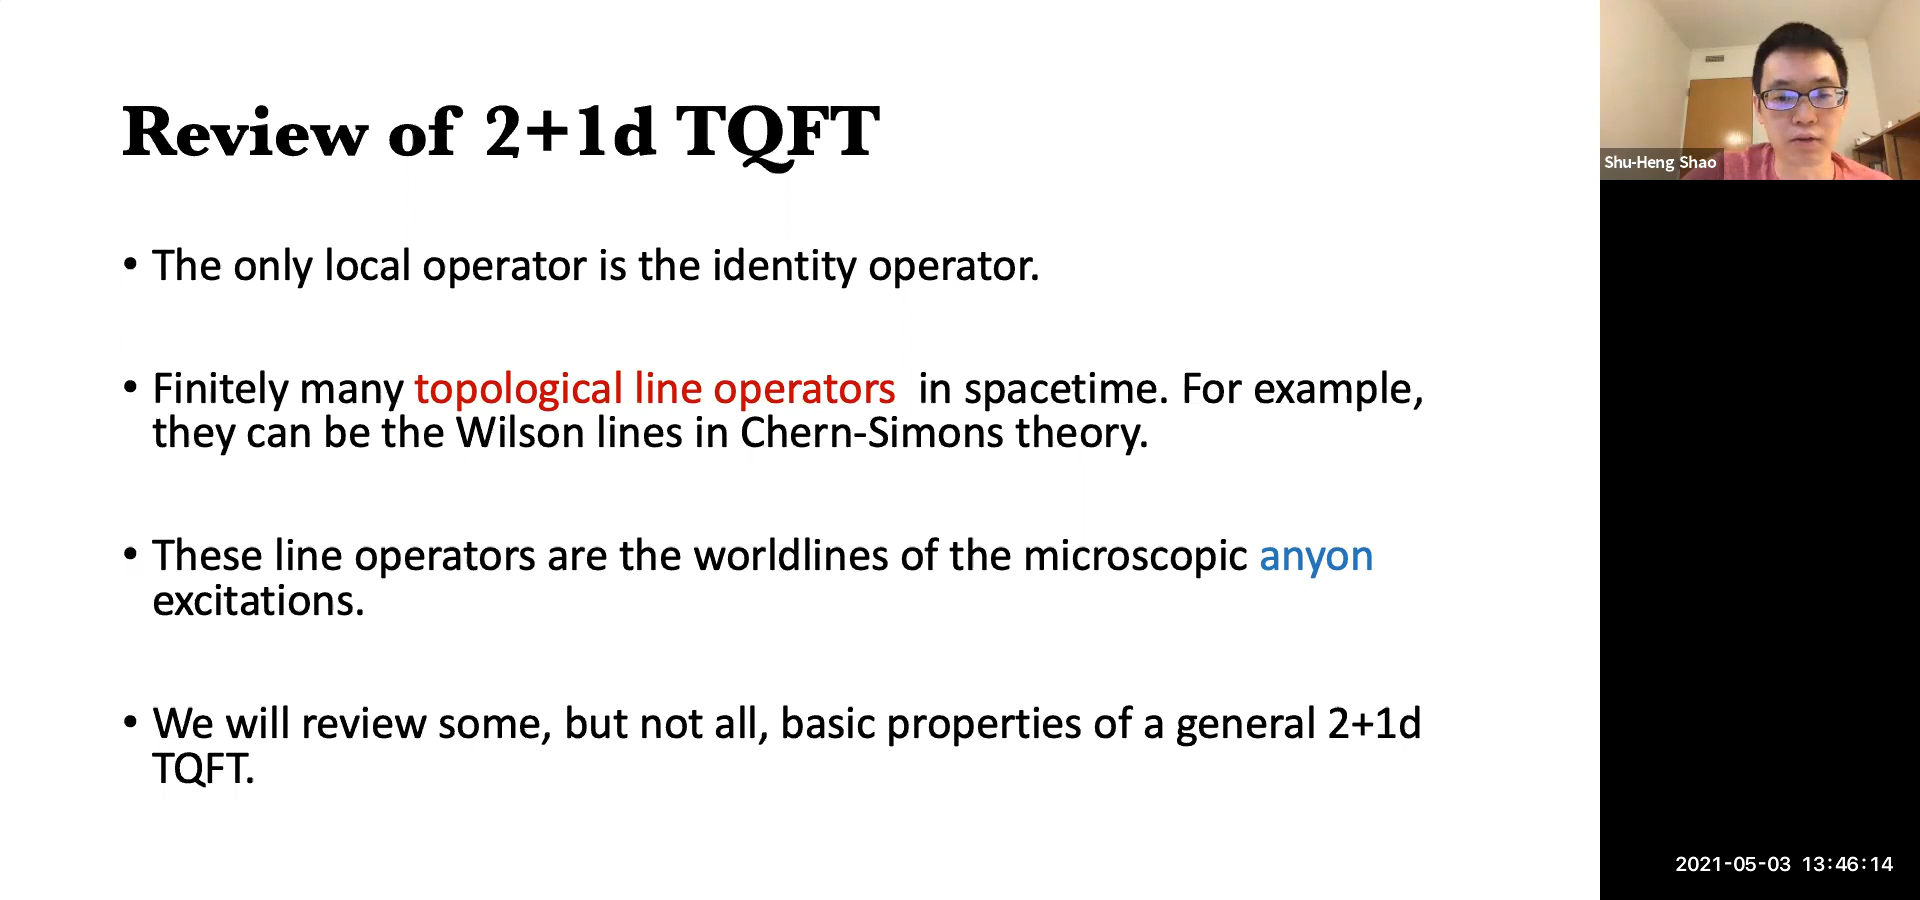 Review of 2+1d TQFT
• The only local operator is the identity operator.
• Finitely many topological line operators in spacetime. For example,
they can be the Wilson lines in Chern-Simons theory.
• These line operators are the worldlines of the microscopic anyon
excitations.
• We will review some, but not all, basic properties of a general 2+1d
TQFT.
Shu-Heng Shao
2021-05-03 13:46:14